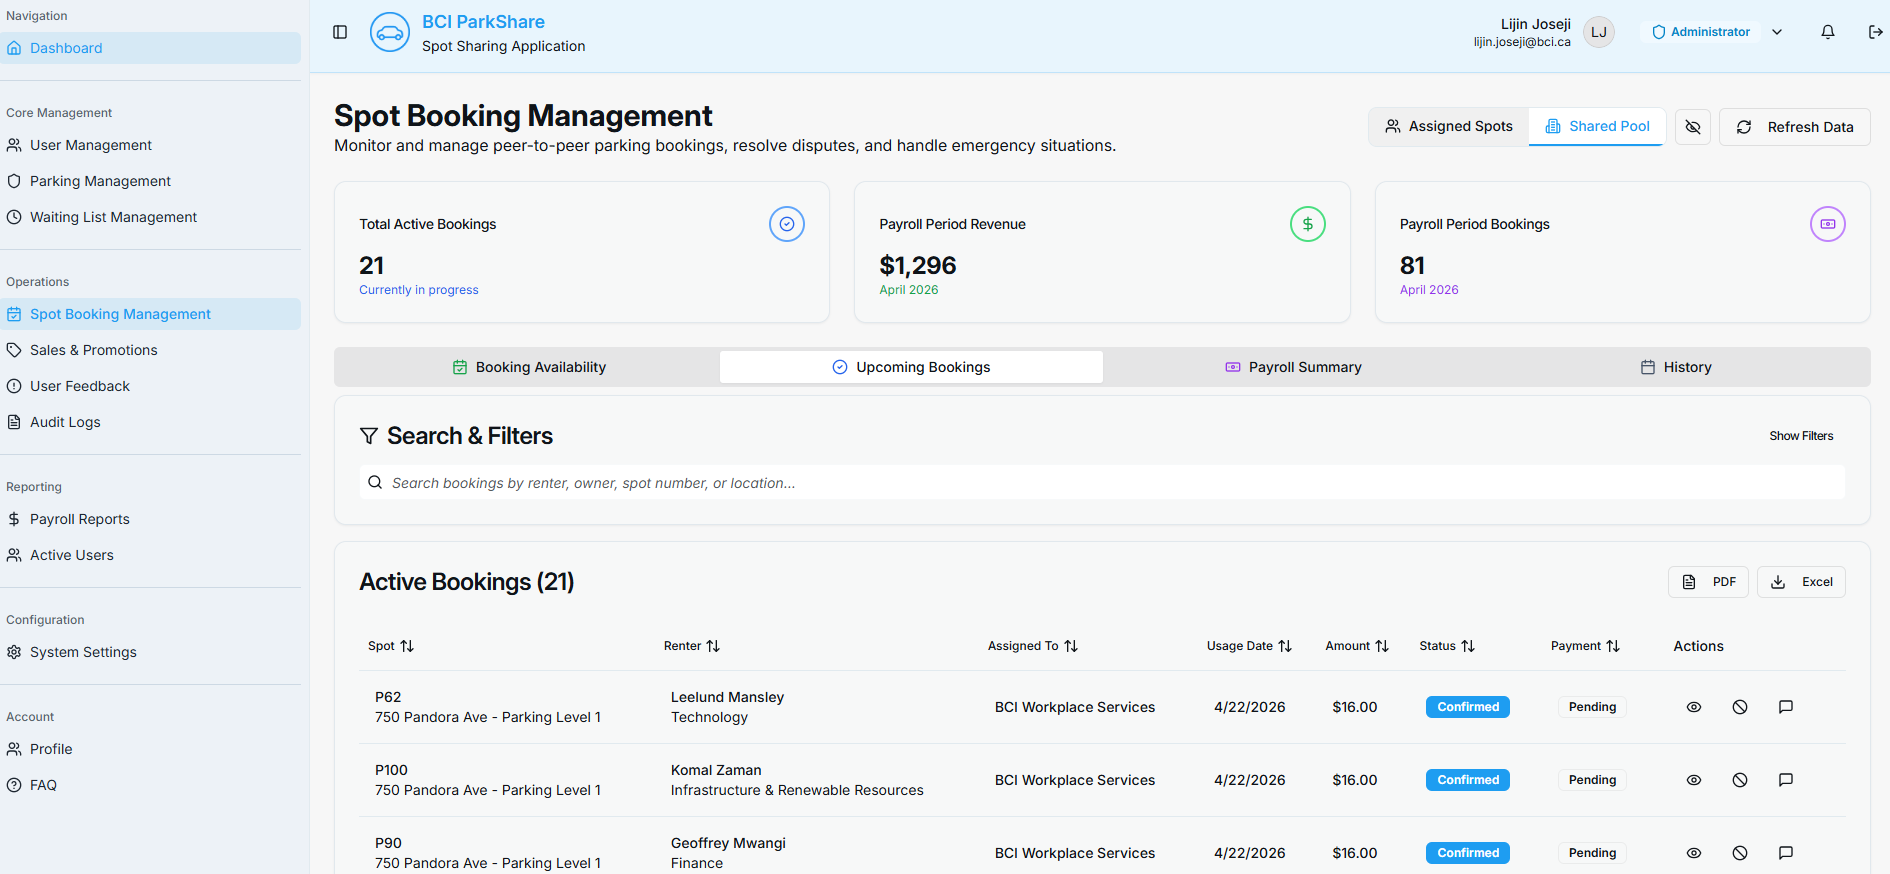 Navigation
Dashboard
Core Management
User Management
Parking Management
Waiting List Management
Operations
Spot Booking Management
Sales & Promotions
User Feedback
Audit Logs
Reporting
Payroll Reports
Active Users
Configuration
System Settings
Account
Profile
FAQ
BCI ParkShare
Spot Sharing Application
Lijin Joseji
lijin.joseji@bci.ca
LJ
Administrator
Spot Booking Management
Monitor and manage peer-to-peer parking bookings, resolve disputes, and handle emergency situations.
Assigned Spots
Shared Pool
Refresh Data
Total Active Bookings
21
Currently in progress
Payroll Period Revenue
$1,296
April 2026
Payroll Period Bookings
81
April 2026
Booking Availability
Upcoming Bookings
Payroll Summary
History
Search & Filters
Show Filters
Search bookings by renter, owner, spot number, or location...
Active Bookings (21)
PDF
Excel
Spot Renter Assigned To Usage Date Amount Status Payment Actions
P62 Leelund Mansley
750 Pandora Ave - Parking Level 1 Technology BCI Workplace Services 4/22/2026 $16.00 Confirmed Pending
P100 Komal Zaman
750 Pandora Ave - Parking Level 1 Infrastructure & Renewable Resources BCI Workplace Services 4/22/2026 $16.00 Confirmed Pending
P90 Geoffrey Mwangi
750 Pandora Ave - Parking Level 1 Finance BCI Workplace Services 4/22/2026 $16.00 Confirmed Pending